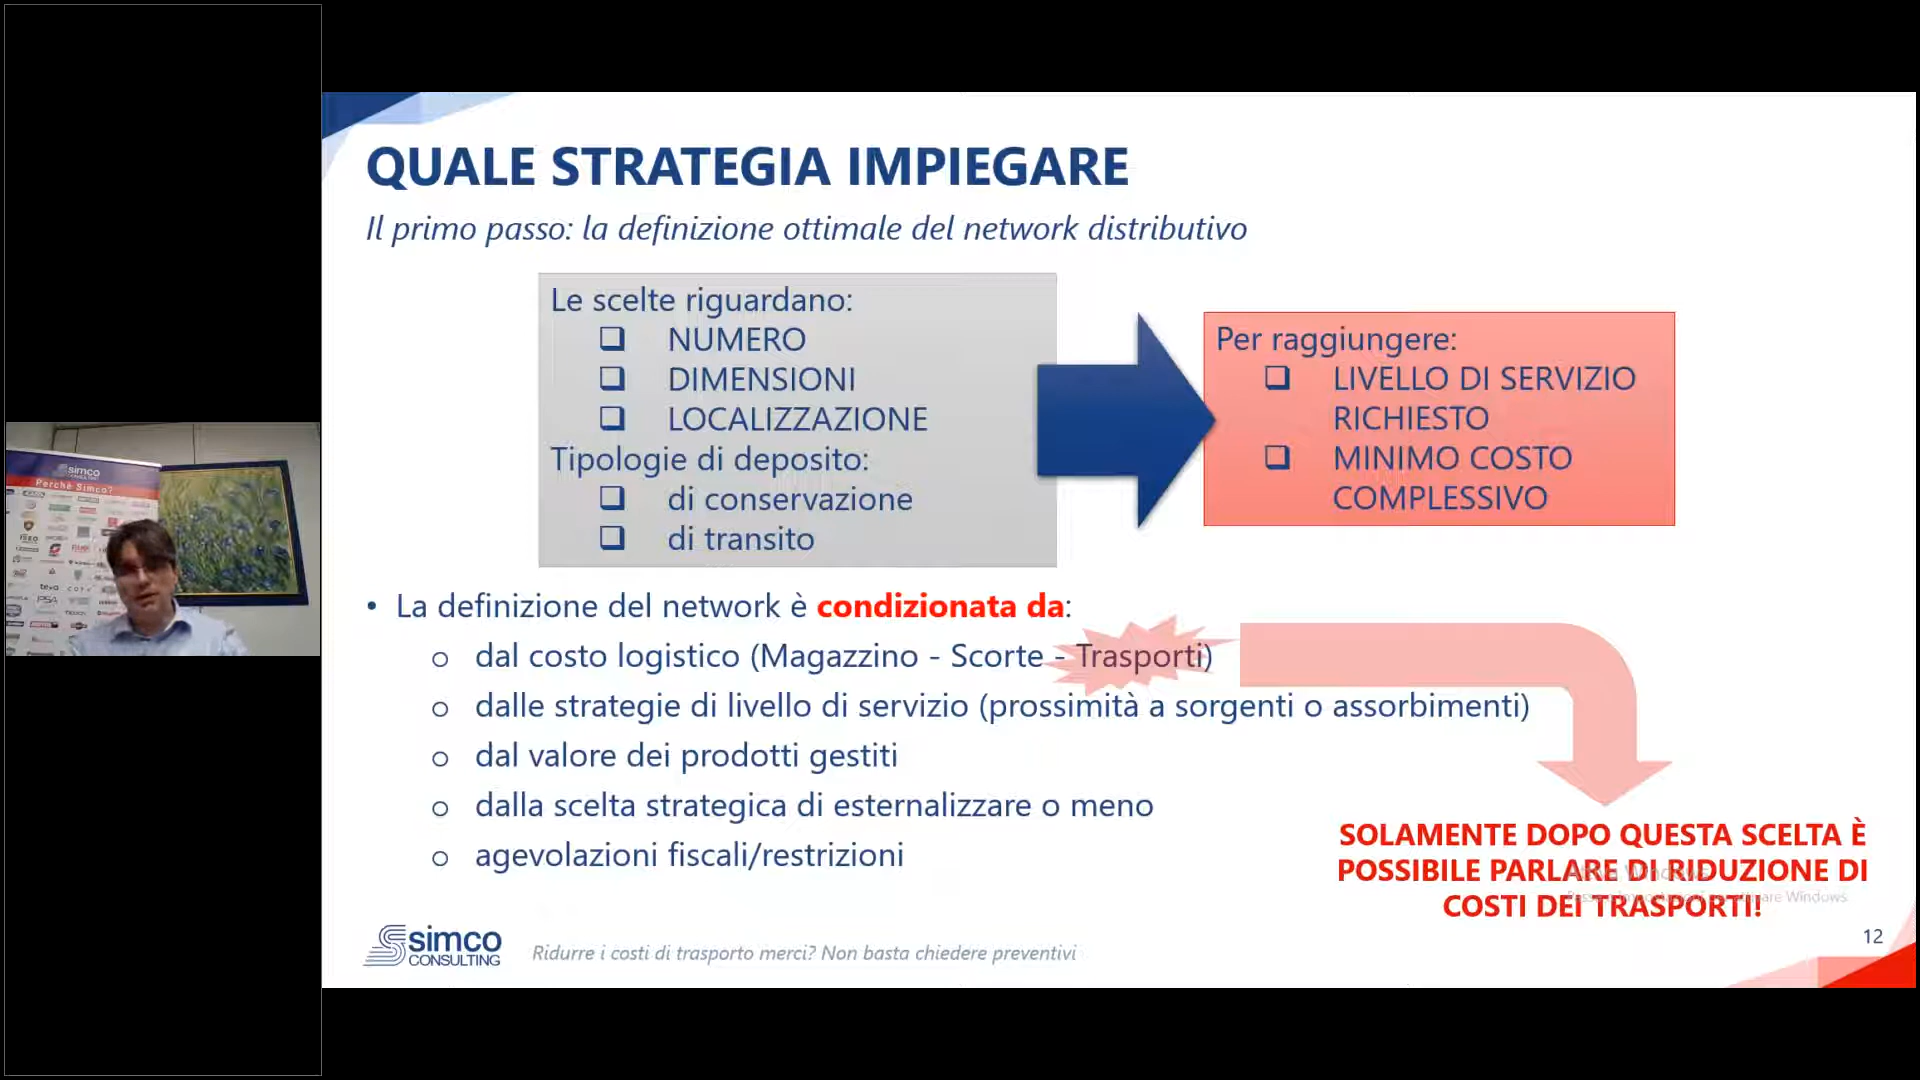 QUALE STRATEGIA IMPIEGARE
Il primo passo: la definizione ottimale del network distributivo
Le scelte riguardano:
NUMERO
DIMENSIONI
LOCALIZZAZIONE
Tipologie di deposito:
di conservazione
di transito
Per raggiungere:
LIVELLO DI SERVIZIO
RICHIESTO
MINIMO COSTO
COMPLESSIVO
• La definizione del network è condizionata da:
o dal costo logistico (Magazzino - Scorte - Trasporti)
o dalle strategie di livello di servizio (prossimità a sorgenti o assorbimenti)
o dal valore dei prodotti gestiti
o dalla scelta strategica di esternalizzare o meno
o agevolazioni fiscali/restrizioni
SOLAMENTE DOPO QUESTA SCELTA È
POSSIBILE PARLARE DI RIDUZIONE DI
COSTI DEI TRASPORTI!
simco
CONSULTING
Ridurre i costi di trasporto merci? Non basta chiedere preventivi
12
simco
Perchè Simco?
teva